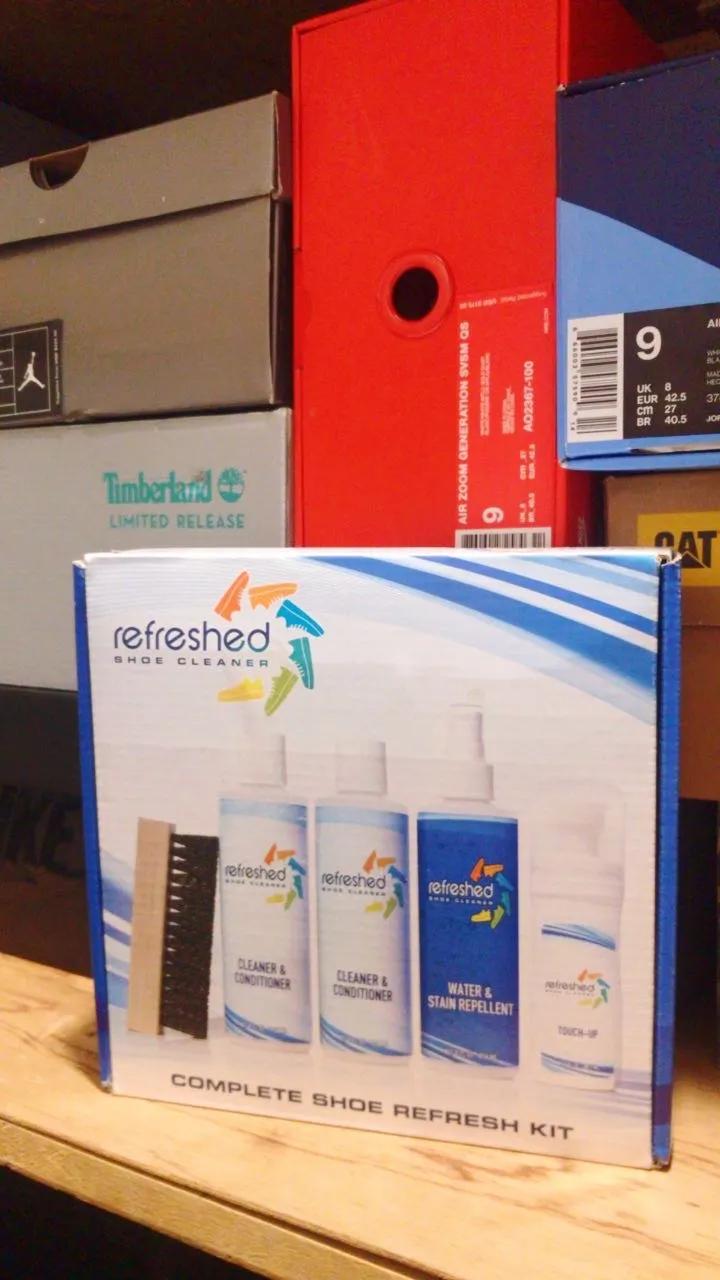 Timberland
LIMITED RELEASE
AIR ZOOM GENERATION SVSM QS
AO2367-100
9
9
UK 8
EUR 42.5
cm 27
BR 40.5
CAT
refreshed
SHOE CLEANER
refreshed
SHOE CLEANER
CLEANER &
CONDITIONER
refreshed
SHOE CLEANER
CLEANER &
CONDITIONER
refreshed
SHOE CLEANER
WATER &
STAIN REPELLENT
refreshed
SHOE CLEANER
TOUCH-UP
COMPLETE SHOE REFRESH KIT